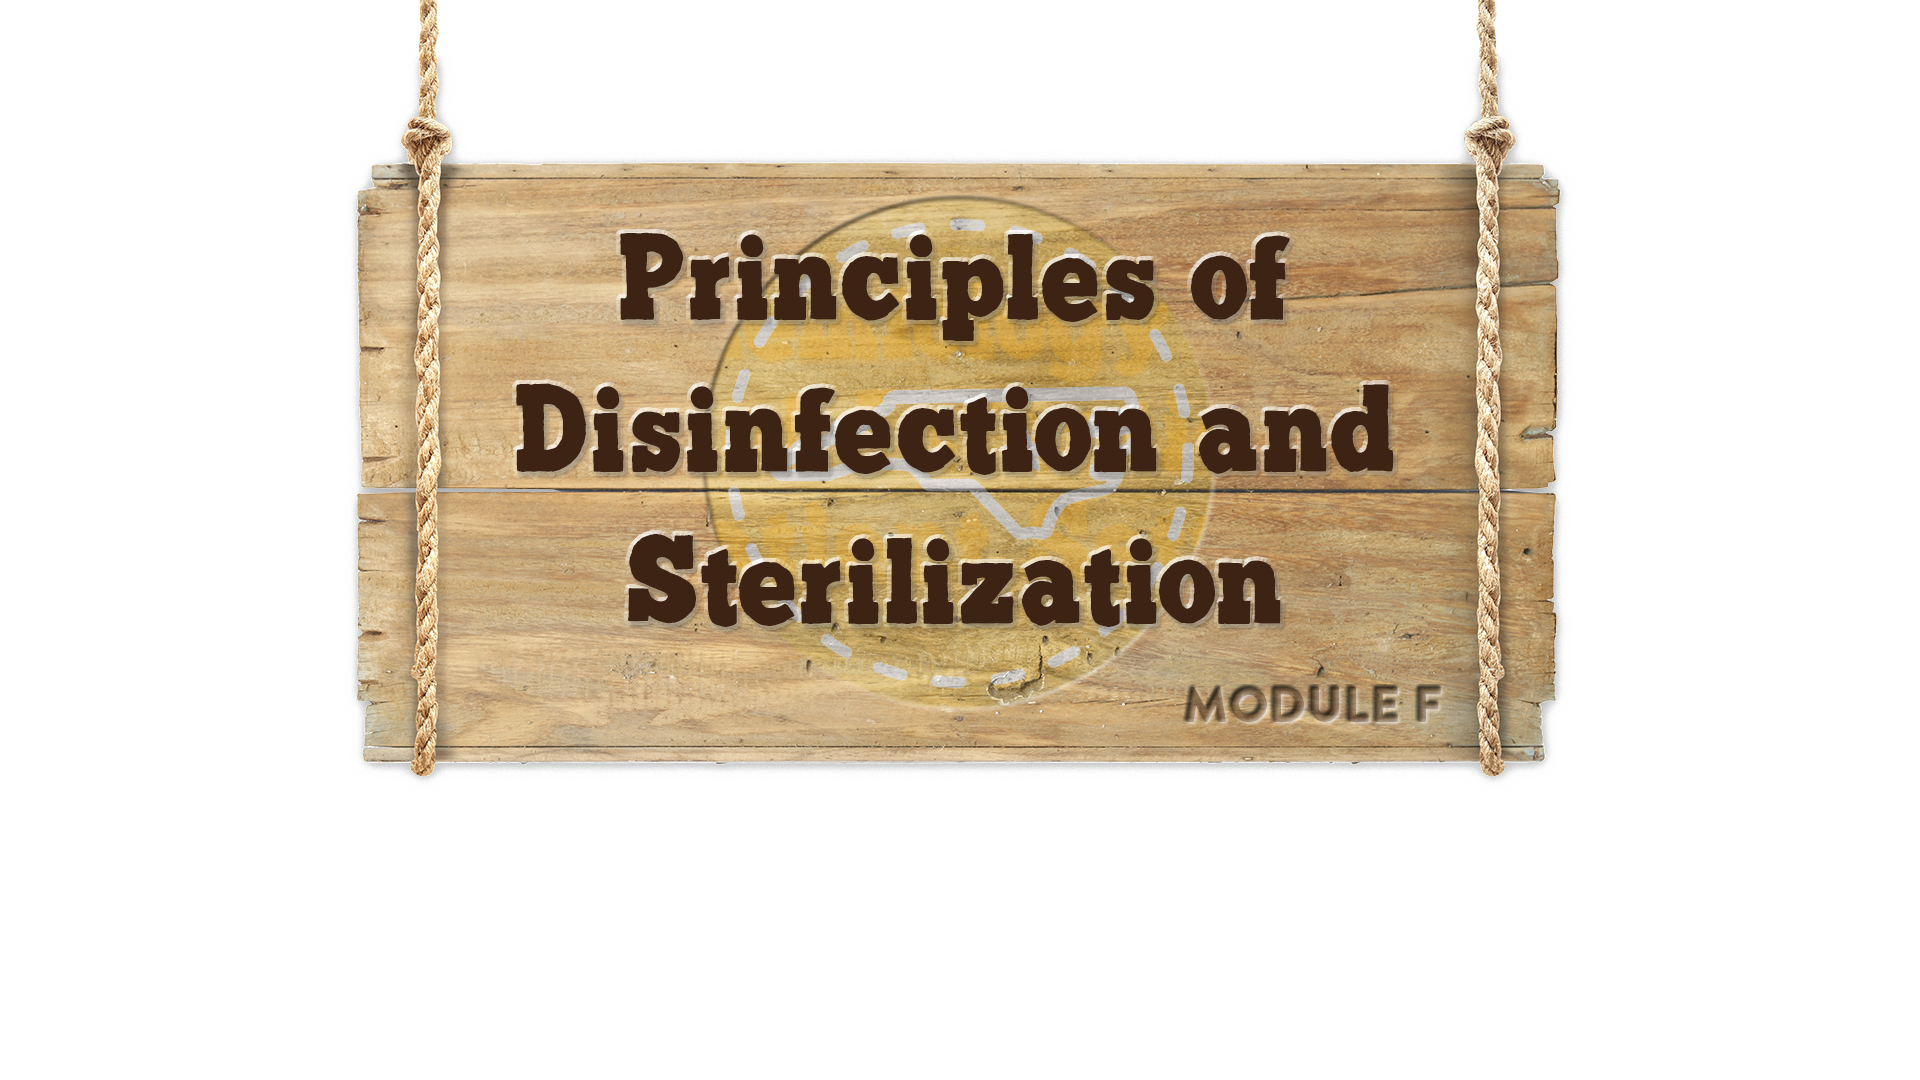 Principles of
Disinfection and
Sterilization
MODULE F